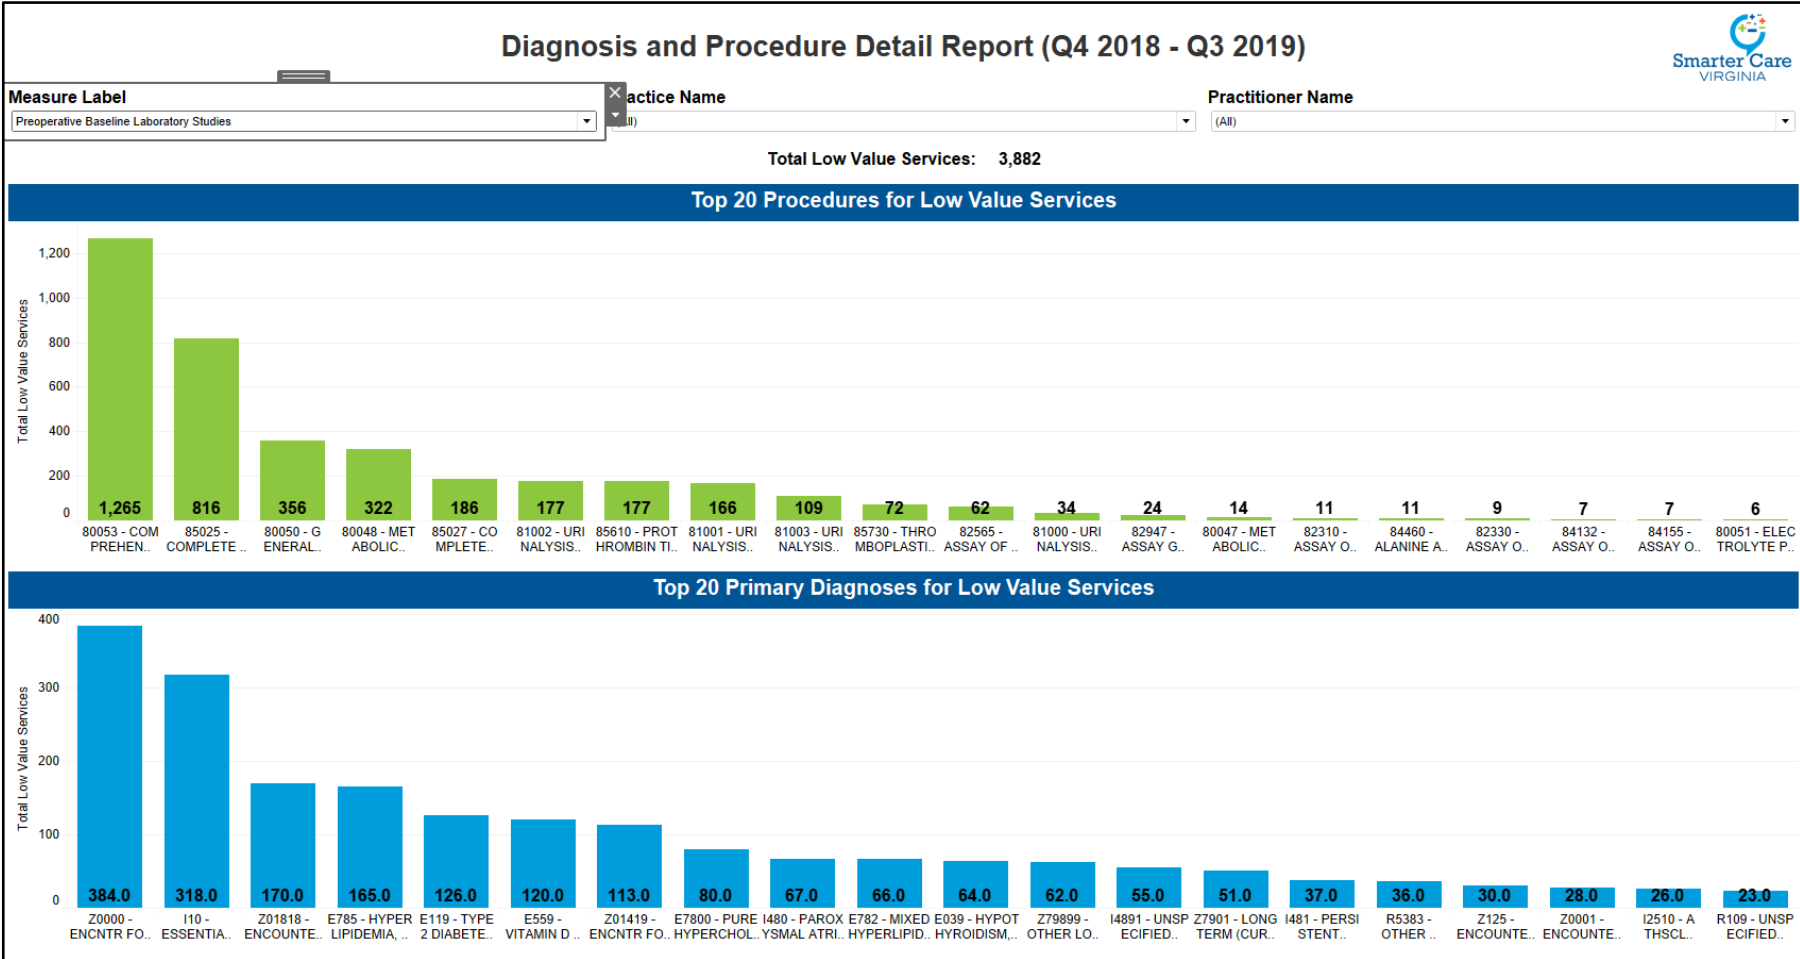 Diagnosis and Procedure Detail Report (Q4 2018 - Q3 2019)
Smarter Care
VIRGINIA
Measure Label
Preoperative Baseline Laboratory Studies
actice Name
Practitioner Name
(All)
Total Low Value Services: 3,882
Top 20 Procedures for Low Value Services
Total Low Value Services
1,200
1,000
800
600
400
200
0
1,265 816 356 322 186 177 177 166 109 72 62 34 24 14 11 11 9 7 7 6
80053 - COM 85025 - 80050 - G 80048 - MET 85027 - CO 81002 - URI 85610 - PROT 81001 - URI 81003 - URI 85730 - THRO 82565 - 81000 - URI 82947 - 80047 - MET 82310 - 84460 - 82330 - 84132 - 84155 - 80051 - ELEC
PREHEN.. COMPLETE .. ENERAL.. ABOLIC.. MPLETE.. NALYSIS.. HROMBIN TI.. NALYSIS.. NALYSIS.. MBOPLASTI.. ASSAY OF .. NALYSIS.. ASSAY G.. ABOLIC.. ASSAY O.. ALANINE A.. ASSAY O.. ASSAY O.. ASSAY O.. TROLYTE P..
Top 20 Primary Diagnoses for Low Value Services
Total Low Value Services
400
300
200
100
0
384.0 318.0 170.0 165.0 126.0 120.0 113.0 80.0 67.0 66.0 64.0 62.0 55.0 51.0 37.0 36.0 30.0 28.0 26.0 23.0
Z0000 - I10 - Z01818 - E785 - HYPER E119 - TYPE E559 - Z01419 - E7800 - PURE I480 - PAROX E782 - MIXED E039 - HYPOT Z79899 - I4891 - UNSP Z7901 - LONG I481 - PERSI R5383 - Z125 - Z0001 - I2510 - A R109 - UNSP
ENCNTR FO.. ESSENTIA.. ENCOUNTE.. LIPIDEMIA, .. 2 DIABETE.. VITAMIN D .. ENCNTR FO.. HYPERCHOL.. YSMAL ATRI.. HYPERLIPID.. HYROIDISM,.. OTHER LO.. ECIFIED.. TERM (CUR.. STENT.. OTHER .. ENCOUNTE.. ENCOUNTE.. THSCL.. ECIFIED..